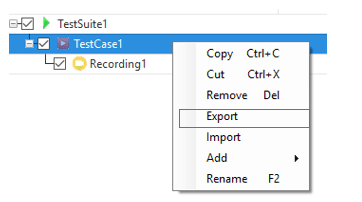 TestSuite1
TestCase1
Recording1
Copy Ctrl+C
Cut Ctrl+X
Remove Del
Export
Import
Add
Rename F2